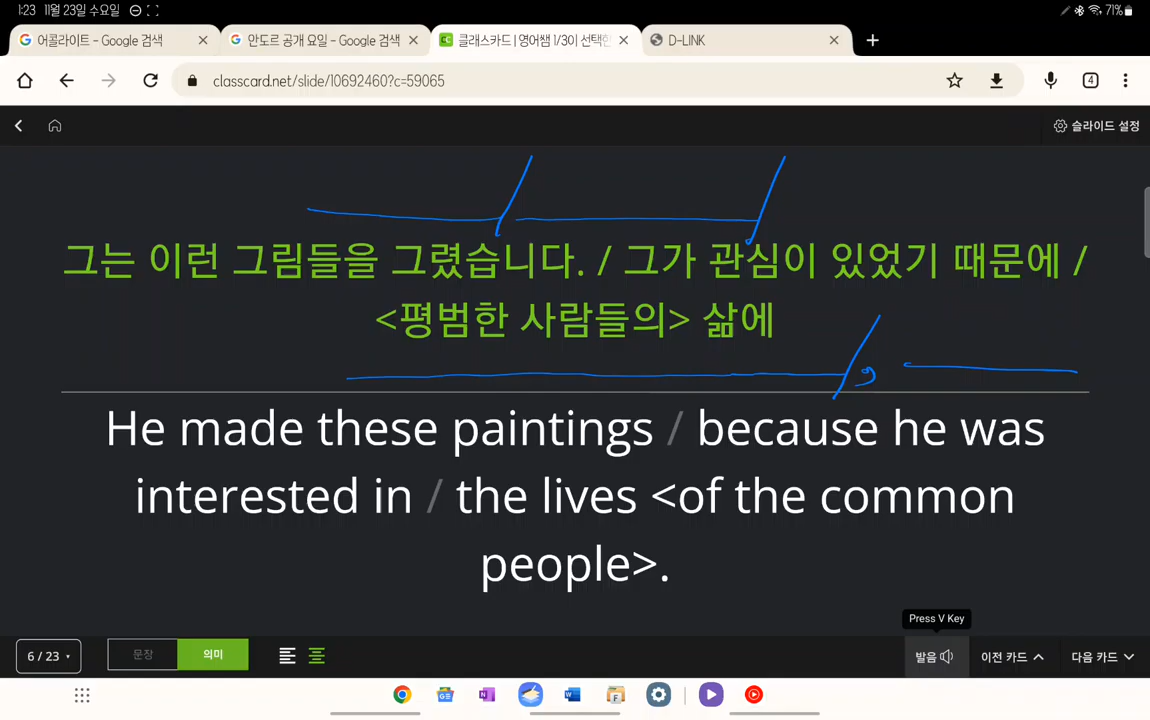 1:23 11월 23일 수요일 71%
어콜라이트 - Google 검색 안도르 공개 요일 - Google 검색 클래스카드 | 영어쌤 1/30| 선택한 D-LINK
classcard.net/slide/10692460?c=59065 4
슬라이드 설정
그는 이런 그림들을 그렸습니다. / 그가 관심이 있었기 때문에 /
<평범한 사람들의> 삶에
He made these paintings / because he was
interested in / the lives <of the common
people>.
Press V Key
6 / 23 문장 의미 발음 이전 카드 다음 카드